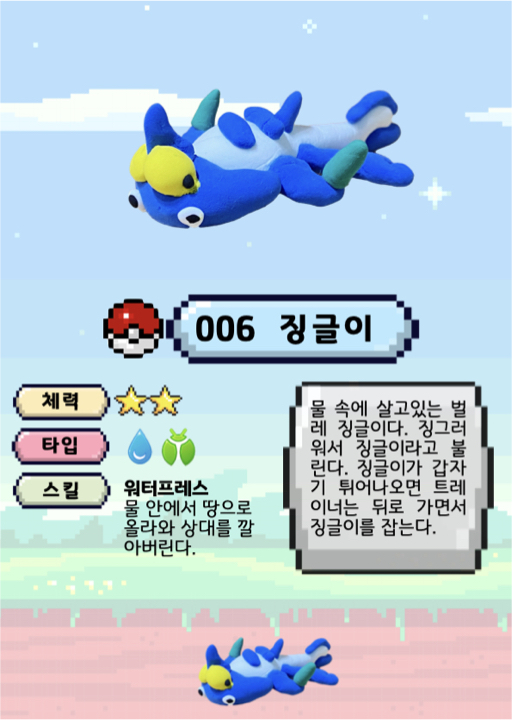 006 징글이
체력
타입
스킬
워터프레스
물 안에서 땅으로
올라와 상대를 깔
아버린다.
물 속에 살고있는 벌
레 징글이다. 징그러
워서 징글이라고 불
린다. 징글이가 갑자
기 튀어나오면 트레
이너는 뒤로 가면서
징글이를 잡는다.